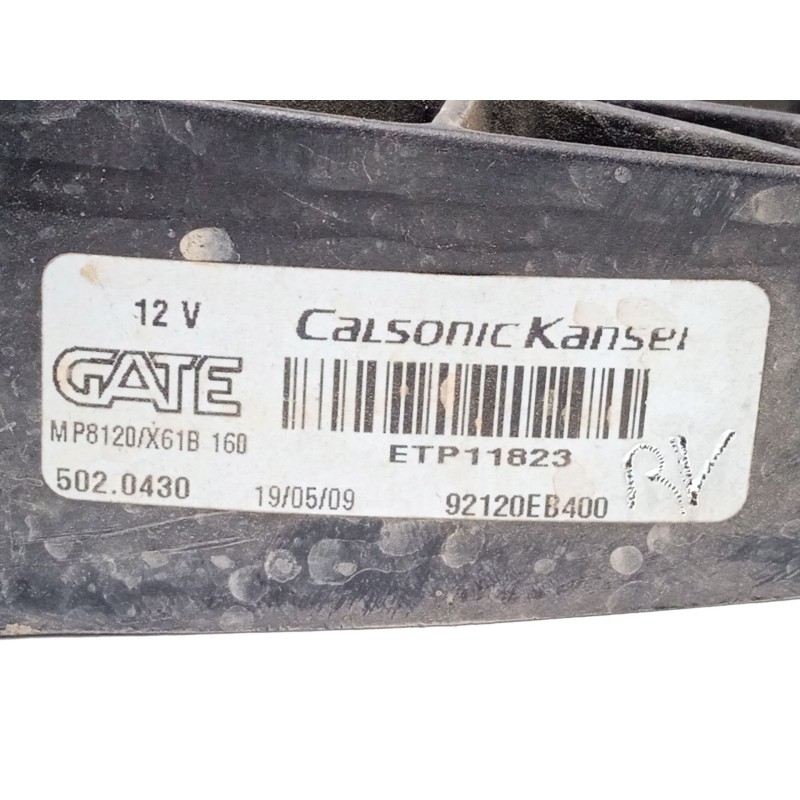 12 V
Calsonic Kansei
GATE
MP8120/X61B 160
ETP11823
RV
502.0430 19/05/09 92120EB400